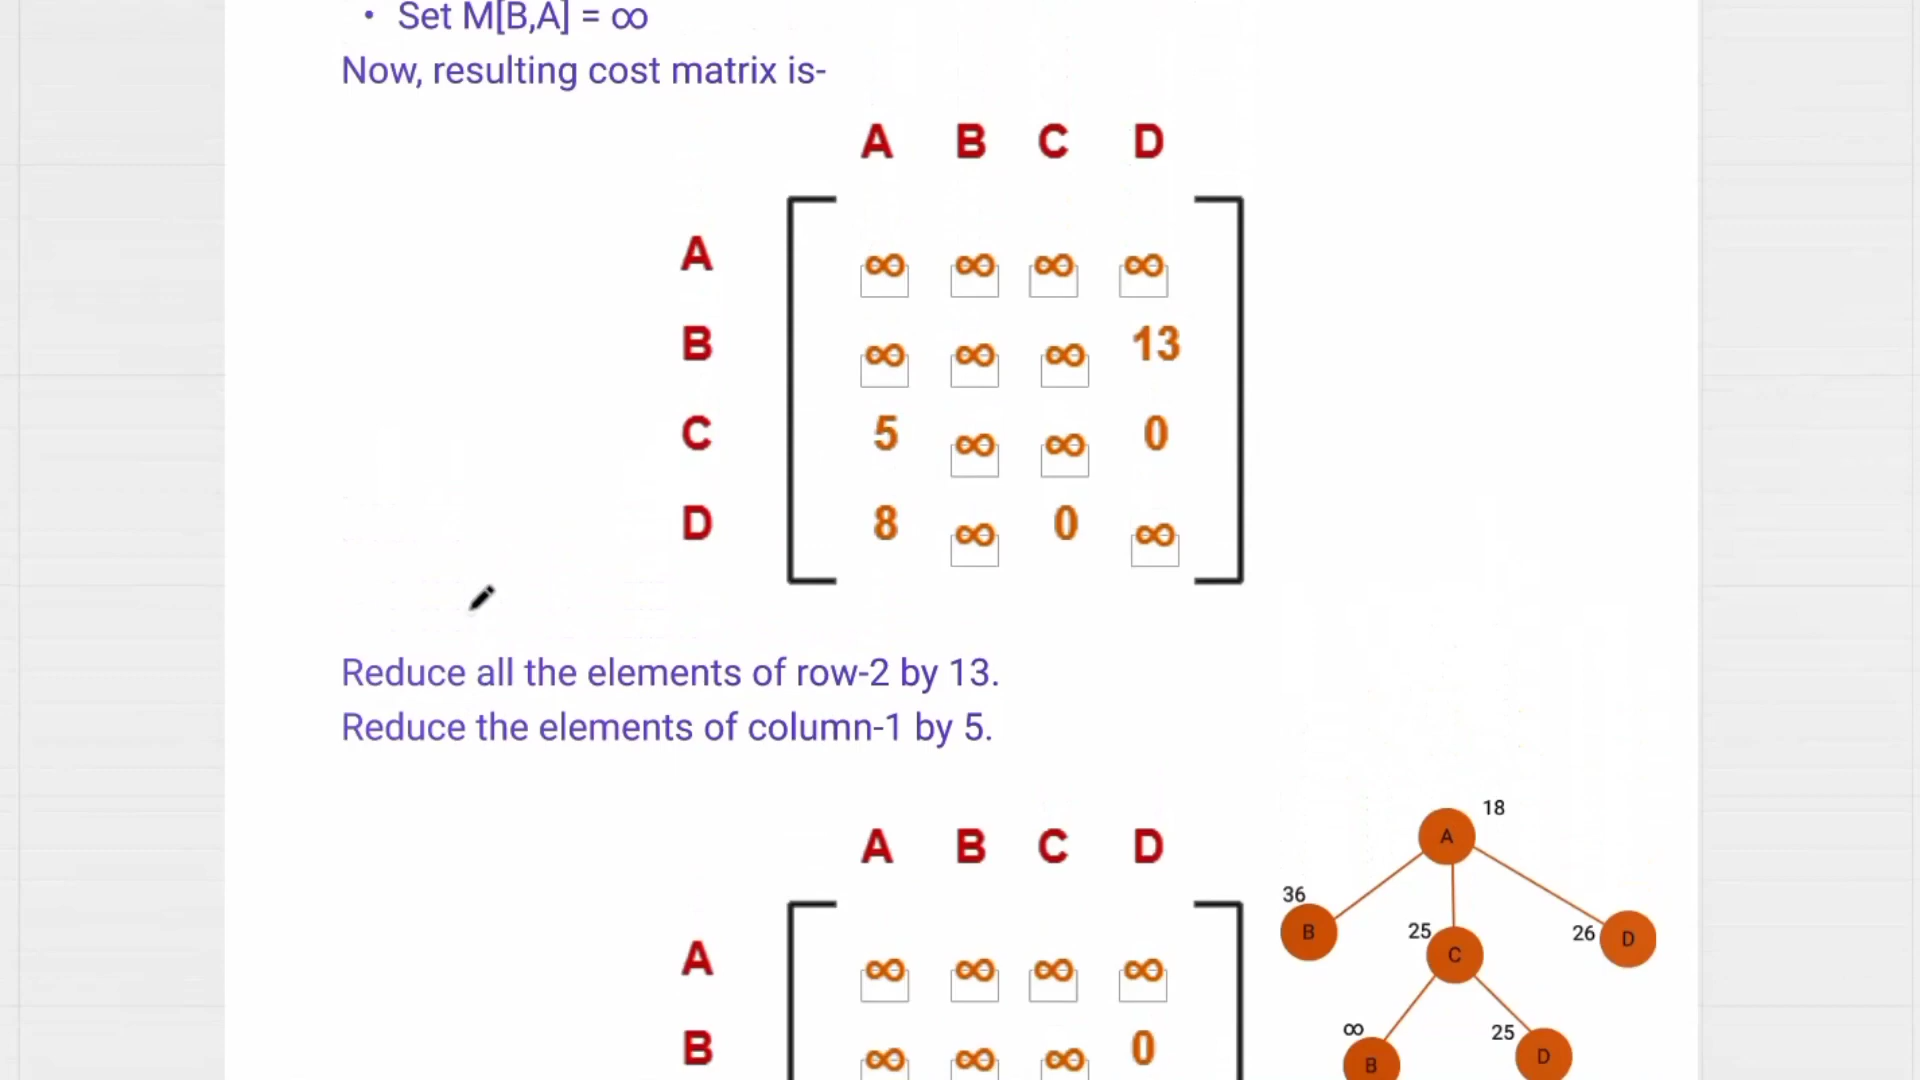 • Set M[B,A] = ∞
Now, resulting cost matrix is-
A B C D
A ∞ ∞ ∞ ∞
B ∞ ∞ ∞ 13
C 5 ∞ ∞ 0
D 8 ∞ 0 ∞
Reduce all the elements of row-2 by 13.
Reduce the elements of column-1 by 5.
A B C D
A ∞ ∞ ∞ ∞
B ∞ ∞ ∞ 0
18
A
36
B
25
C
26
D
∞
B
25
D